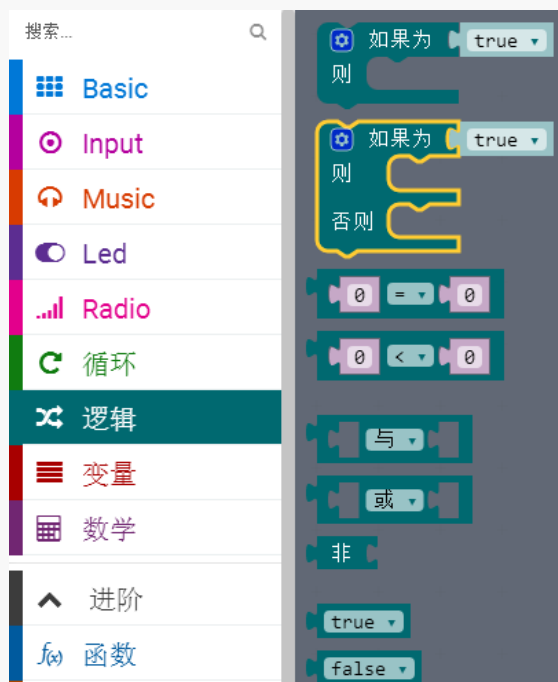 搜索...
Basic
Input
Music
Led
Radio
循环
逻辑
变量
数学
进阶
f(x) 函数
如果为 true
则
如果为 true
则
否则
0 = 0
0 < 0
与
或
非
true
false